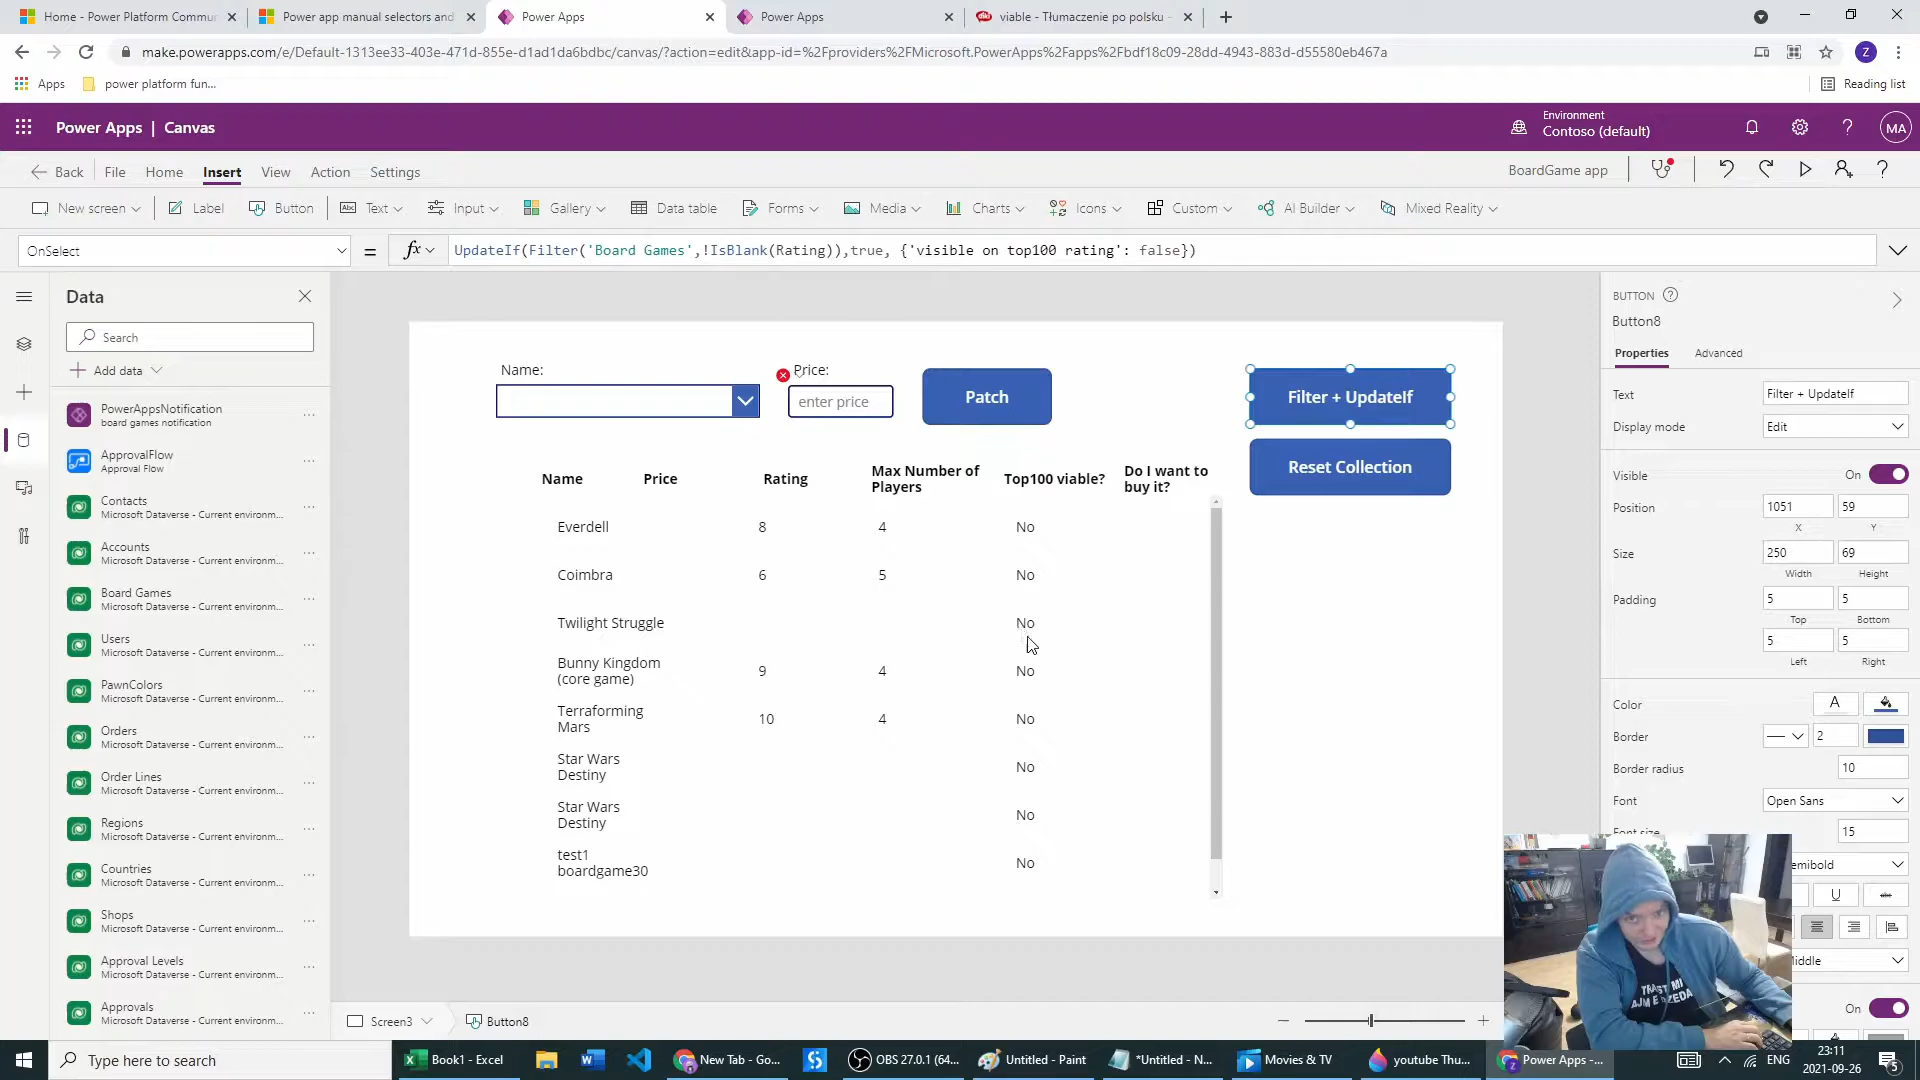 Home - Power Platform Commu
Power app manual selectors and
Power Apps
Power Apps
viable - Tłumaczenie po polsku -
make.powerapps.com/e/Default-1313ee33-403e-471d-855e-d1ad1da6bdbc/canvas/?action=edit&app-id=%2Fproviders%2FMicrosoft.PowerApps%2Fapps%2Fbdf18c09-28dd-4943-883d-d55580eb467a
Z
Apps
power platform fun...
Reading list
Power Apps | Canvas
Environment
Contoso (default)
MA
Back
File
Home
Insert
View
Action
Settings
BoardGame app
New screen
Label
Button
Text
Input
Gallery
Data table
Forms
Media
Charts
Icons
Custom
AI Builder
Mixed Reality
OnSelect
=
fx
UpdateIf(Filter('Board Games',!IsBlank(Rating)),true, {'visible on top100 rating': false})
Data
Search
Add data
PowerAppsNotification
board games notification
ApprovalFlow
Approval Flow
Contacts
Microsoft Dataverse - Current environm...
Accounts
Microsoft Dataverse - Current environm...
Board Games
Microsoft Dataverse - Current environm...
Users
Microsoft Dataverse - Current environm...
PawnColors
Microsoft Dataverse - Current environm...
Orders
Microsoft Dataverse - Current environm...
Order Lines
Microsoft Dataverse - Current environm...
Regions
Microsoft Dataverse - Current environm...
Countries
Microsoft Dataverse - Current environm...
Shops
Microsoft Dataverse - Current environm...
Approval Levels
Microsoft Dataverse - Current environm...
Approvals
Microsoft Dataverse - Current environm...
Name:
Price:
enter price
Patch
Filter + UpdateIf
Reset Collection
Name Price Rating Max Number of Players Top100 viable? Do I want to buy it?
Everdell 8 4 No
Coimbra 6 5 No
Twilight Struggle No
Bunny Kingdom (core game) 9 4 No
Terraforming Mars 10 4 No
Star Wars Destiny No
Star Wars Destiny No
test1 boardgame30 No
Screen3
Button8
BUTTON
Button8
Properties
Advanced
Text Filter + UpdateIf
Display mode Edit
Visible On
Position 1051 59
X Y
Size 250 69
Width Height
Padding 5 5
Top Bottom
5 5
Left Right
Color A
Border 2
Border radius 10
Font Open Sans
Font size 15
emibold
U
iddle
On
Type here to search
Book1 - Excel
New Tab - Go...
OBS 27.0.1 (64...
Untitled - Paint
*Untitled - N...
Movies & TV
youtube Thu...
Power Apps -...
ENG
23:11
2021-09-26
5